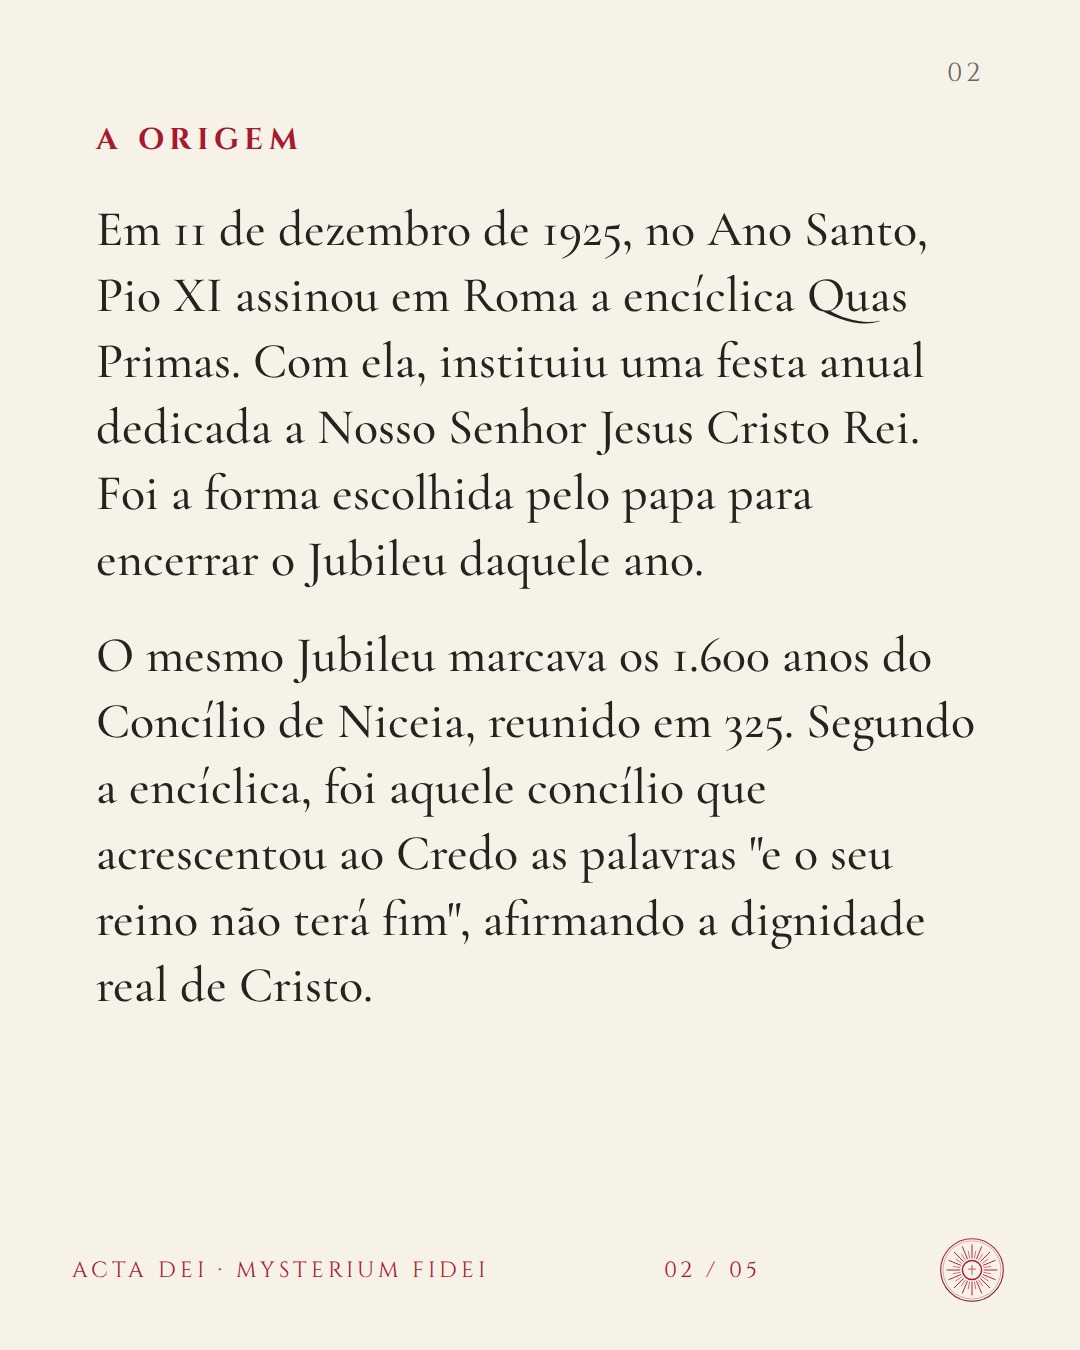 02
A ORIGEM
Em 11 de dezembro de 1925, no Ano Santo,
Pio XI assinou em Roma a encíclica Quas
Primas. Com ela, instituiu uma festa anual
dedicada a Nosso Senhor Jesus Cristo Rei.
Foi a forma escolhida pelo papa para
encerrar o Jubileu daquele ano.
O mesmo Jubileu marcava os 1.600 anos do
Concílio de Niceia, reunido em 325. Segundo
a encíclica, foi aquele concílio que
acrescentou ao Credo as palavras "e o seu
reino não terá fim", afirmando a dignidade
real de Cristo.
ACTA DEI · MYSTERIUM FIDEI
02 / 05